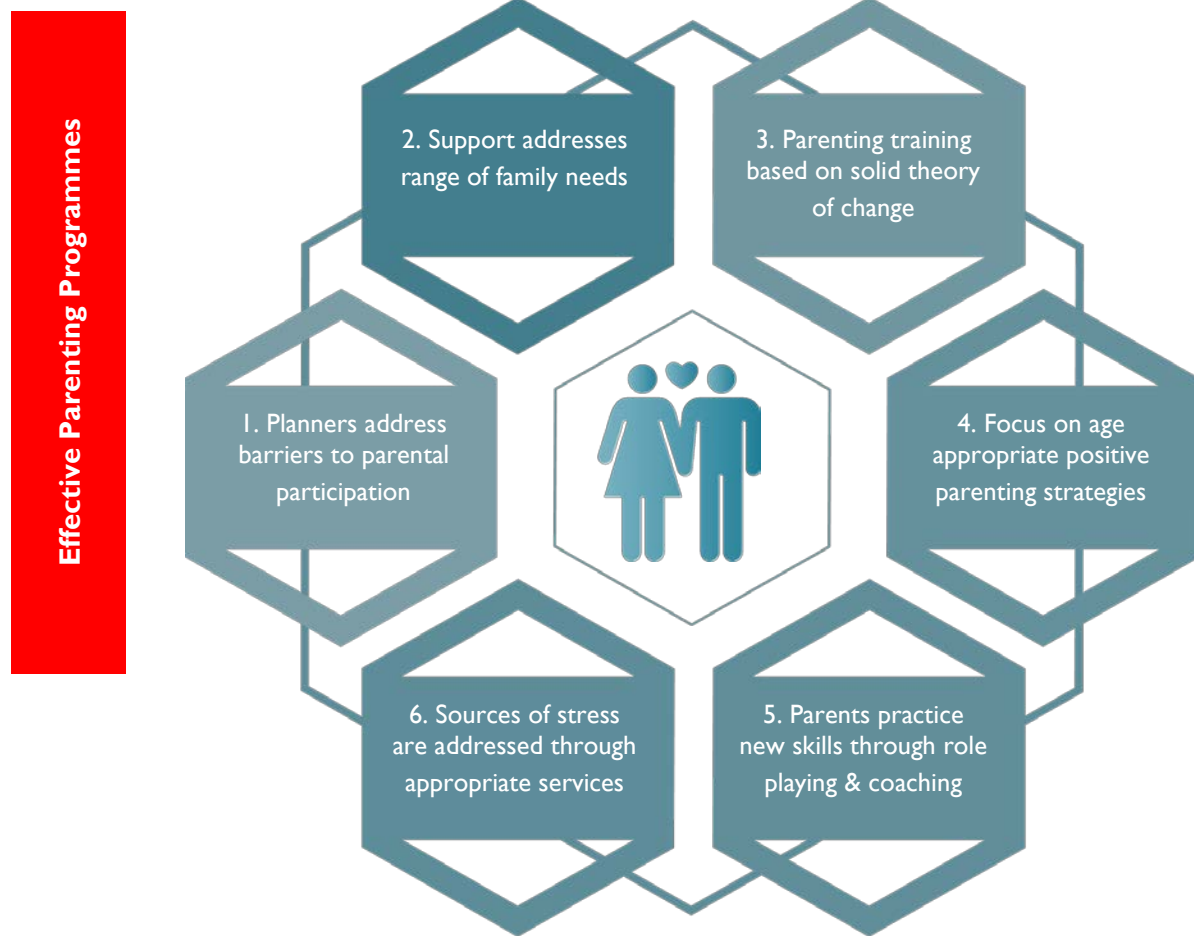 Effective Parenting Programmes
1. Planners address
barriers to parental
participation
2. Support addresses
range of family needs
3. Parenting training
based on solid theory
of change
4. Focus on age
appropriate positive
parenting strategies
5. Parents practice
new skills through role
playing & coaching
6. Sources of stress
are addressed through
appropriate services